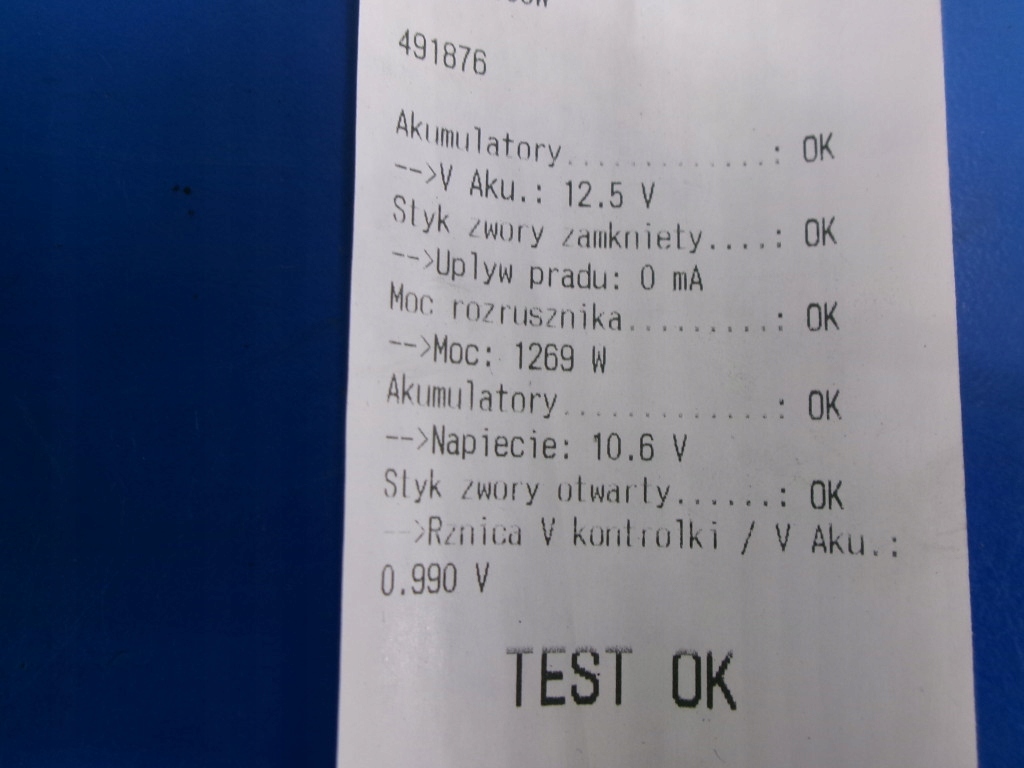 491876
Akumulatory..............: OK
-->V Aku.: 12.5 V
Styk zwory zamkniety....: OK
-->Uplyw pradu: 0 mA
Moc rozrusznika.........: OK
-->Moc: 1269 W
Akumulatory.............: OK
-->Napiecie: 10.6 V
Styk zwory otwarty......: OK
-->Rznica V kontrolki / V Aku.:
0.990 V
TEST OK